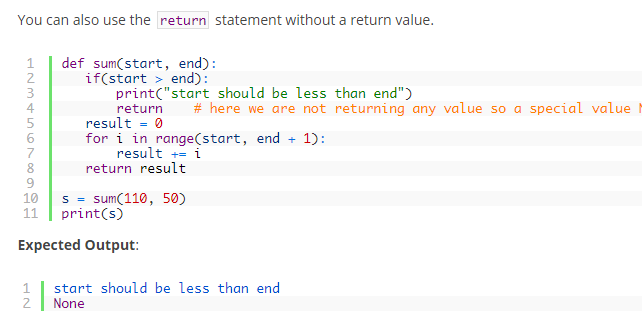 You can also use the return statement without a return value.
1 def sum(start, end):
2 if(start > end):
3 print("start should be less than end")
4 return # here we are not returning any value so a special value
5 result = 0
6 for i in range(start, end + 1):
7 result += i
8 return result
9
10 s = sum(110, 50)
11 print(s)
Expected Output:
1 start should be less than end
2 None